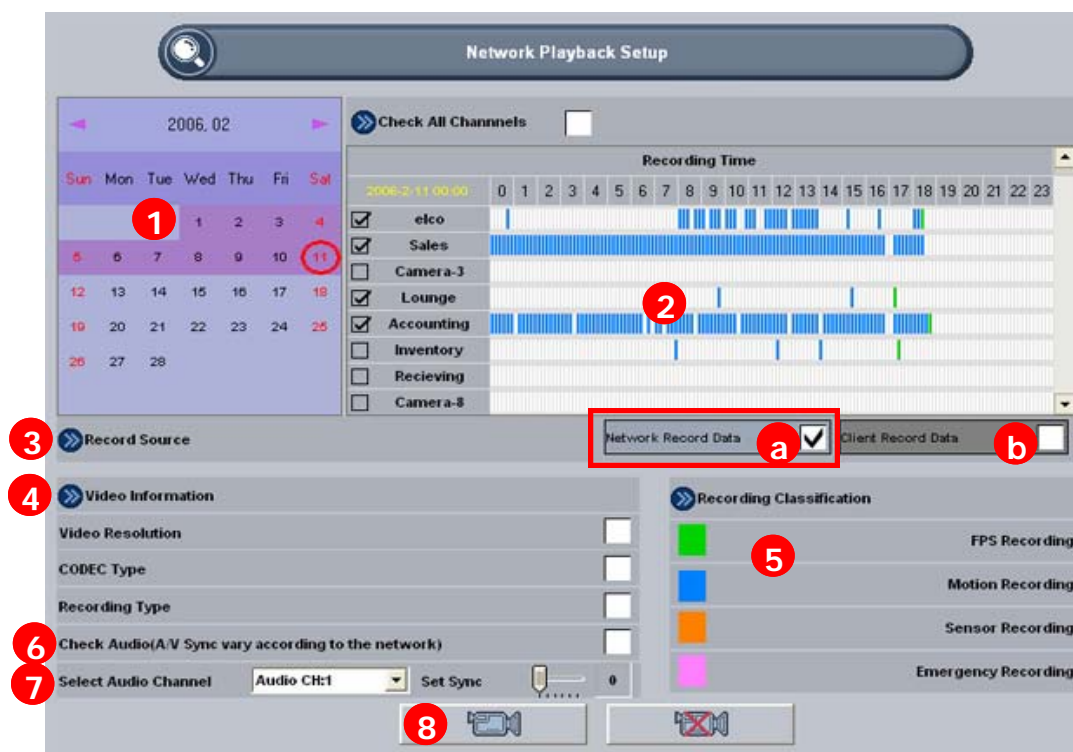 Network Playback Setup
2006, 02
Sun Mon Tue Wed Thu Fri Sat
1 2 3 4
5 6 7 8 9 10 11
12 13 14 15 16 17 18
19 20 21 22 23 24 25
26 27 28
1
Check All Channnels
Recording Time
2006-2-11 00:00 0 1 2 3 4 5 6 7 8 9 10 11 12 13 14 15 16 17 18 19 20 21 22 23
elco
Sales
Camera-3
Lounge
2
Accounting
Inventory
Recieving
Camera-8
3 Record Source
Network Record Data a
Client Record Data b
4 Video Information
Video Resolution
CODEC Type
Recording Type
6 Check Audio(A/V Sync vary according to the network)
7 Select Audio Channel Audio CH:1 Set Sync 0
Recording Classification
5
FPS Recording
Motion Recording
Sensor Recording
Emergency Recording
8